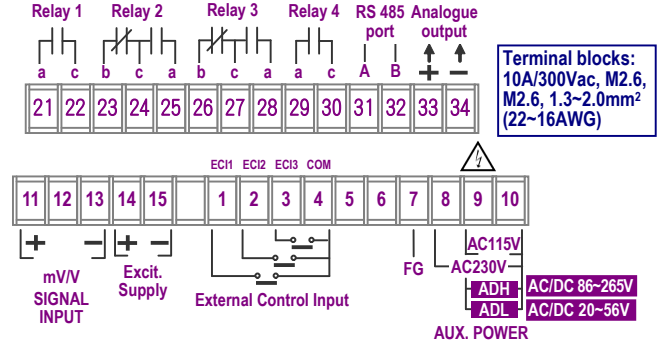 Relay 1 Relay 2 Relay 3 Relay 4 RS 485 port Analogue output
a c b c a b c a a c A B + −
21 22 23 24 25 26 27 28 29 30 31 32 33 34
Terminal blocks:
10A/300Vac, M2.6,
M2.6, 1.3~2.0mm²
(22~16AWG)
ECI1 ECI2 ECI3 COM
11 12 13 14 15 1 2 3 4 5 6 7 8 9 10
+ − + −
mV/V
SIGNAL
INPUT
Excit.
Supply
External Control Input
FG
AC115V
AC230V
ADH AC/DC 86~265V
ADL AC/DC 20~56V
AUX. POWER